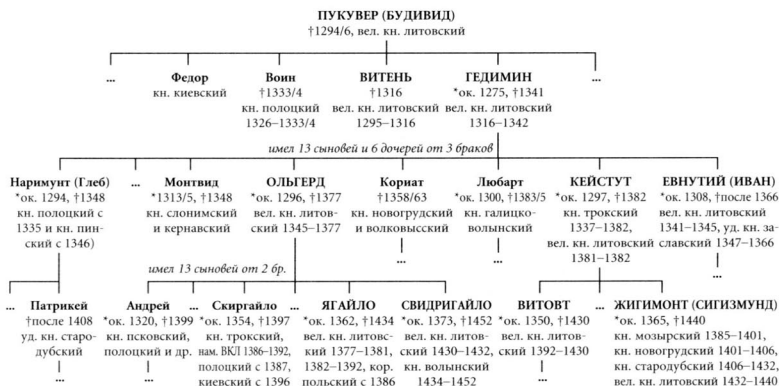 ПУКУВЕР (БУДИВИД)
†1294/6, вел. кн. литовский
...
Федор
кн. киевский
Воин
†1333/4
кн. полоцкий
1326–1333/4
ВИТЕНЬ
†1316
вел. кн. литовский
1295–1316
ГЕДИМИН
*ок. 1275, †1341
вел. кн. литовский
1316–1342
...
имел 13 сыновей и 6 дочерей от 3 браков
Наримунт (Глеб)
*ок. 1294, †1348
кн. полоцкий с
1335 и кн. пин-
ский с 1346)
...
Монтвид
*1313/5, †1348
кн. слонимский
и кернавский
ОЛЬГЕРД
*ок. 1296, †1377
вел. кн. литов-
ский 1345–1377
Кориат
†1358/63
кн. новогрудский
и волковысский
...
Любарт
*ок. 1300, †1383/5
кн. галицко-
волынский
...
КЕЙСТУТ
*ок. 1297, †1382
кн. трокский
1337–1382,
вел. кн. литовский
1381–1382
ЕВНУТИЙ (ИВАН)
*ок. 1308, †после 1366
вел. кн. литовский
1341–1345, уд. кн. за-
славский 1347–1366
...
имел 13 сыновей от 2 бр.
...
Патрикей
†после 1408
уд. кн. старо-
дубский
...
Андрей
*ок. 1320, †1399
кн. псковский,
полоцкий и др.
...
...
Скиргайло
*ок. 1354, †1397
кн. трокский,
нам. ВКЛ 1386–1392,
полоцкий с 1387,
киевский с 1396
...
ЯГАЙЛО
*ок. 1362, †1434
вел. кн. литовс-
кий 1377–1381,
1382–1392, кор.
польский с 1386
СВИДРИГАЙЛО
*ок. 1373, †1452
вел. кн. литов-
ский 1430–1432,
кн. волынский
1434–1452
ВИТОВТ
*ок. 1350, †1430
вел. кн. литов-
ский 1392–1430
...
...
ЖИГИМОНТ (СИГИЗМУНД)
*ок. 1365, †1440
кн. мозырский 1385–1401,
кн. новогрудский 1401–1406,
кн. стародубский 1406–1432,
вел. кн. литовский 1432–1440